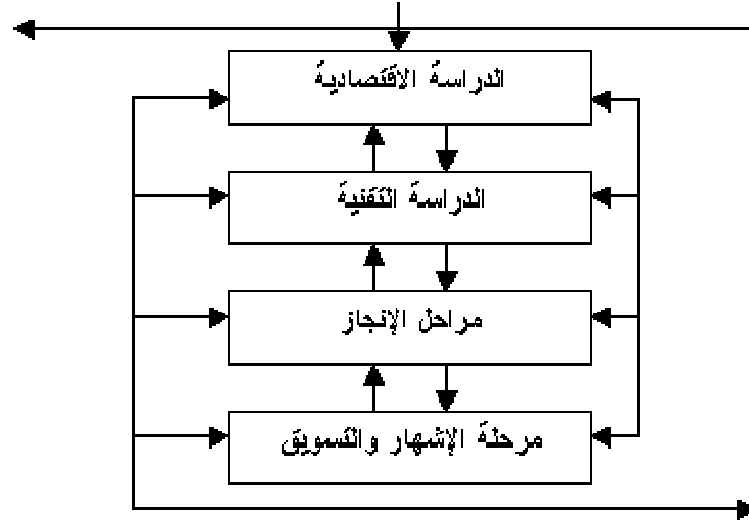 الدراسة الاقتصادية
الدراسة التقنية
مراحل الإنجاز
مرحلة الإشهار والتسويق